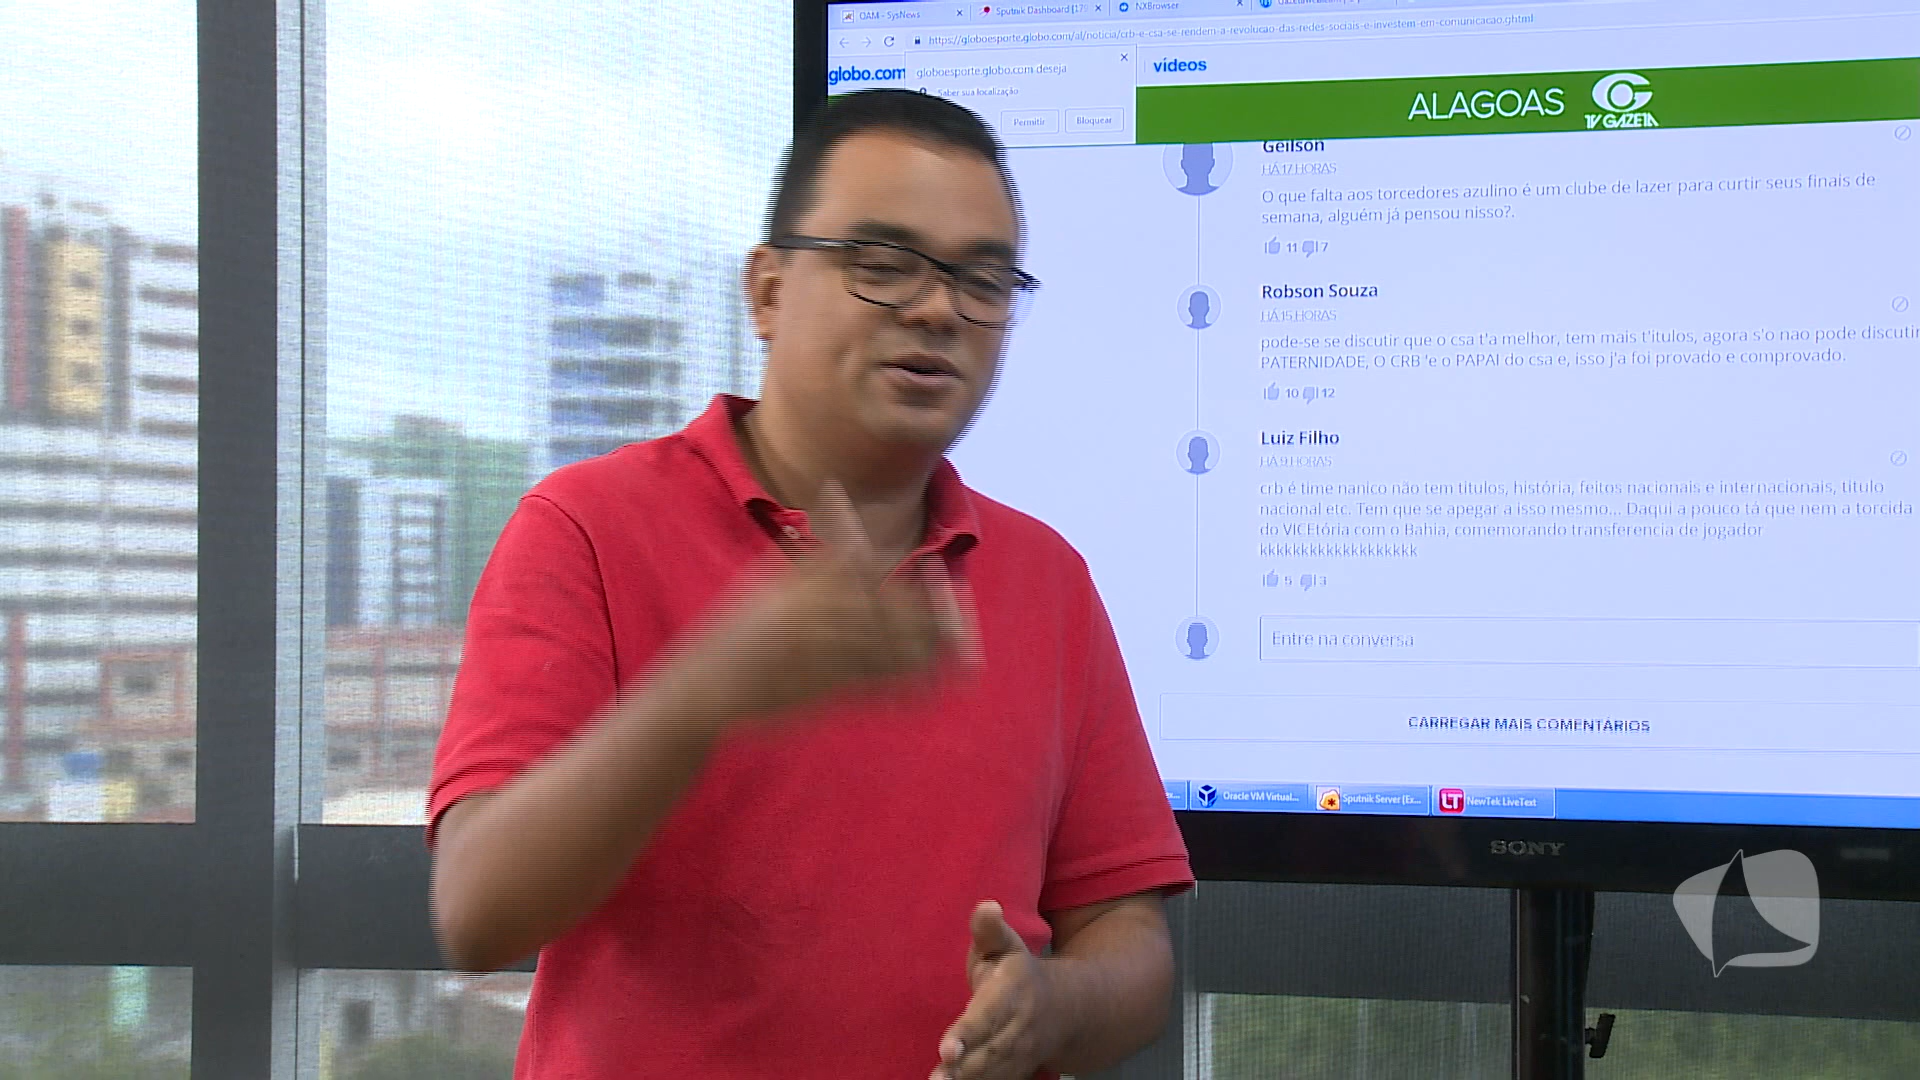 OAM - SysNews
Sputnik Dashboard [179
NXBrowser
https://globoesporte.globo.com/al/noticia/crb-e-csa-se-rendem-a-revolucao-das-redes-sociais-e-investem-em-comunicacao.ghtml
globo.com
globoesporte.globo.com deseja
Saber sua localização
Permitir
Bloquear
vídeos
ALAGOAS
TV GAZETA
Geilson
HÁ 17 HORAS
O que falta aos torcedores azulino é um clube de lazer para curtir seus finais de
semana, alguém já pensou nisso?.
11 7
Robson Souza
HÁ 15 HORAS
pode-se se discutir que o csa t'a melhor, tem mais t'itulos, agora s'o nao pode discutir
PATERNIDADE, O CRB 'e o PAPAI do csa e, isso j'a foi provado e comprovado.
10 12
Luiz Filho
HÁ 9 HORAS
crb é time nanico não tem titulos, história, feitos nacionais e internacionais, titulo
nacional etc. Tem que se apegar a isso mesmo... Daqui a pouco tá que nem a torcida
do VICEtória com o Bahia, comemorando transferencia de jogador
kkkkkkkkkkkkkkkkkkk
5 3
Entre na conversa
CARREGAR MAIS COMENTÁRIOS
Oracle VM Virtual...
Sputnik Server [Ex...
LT NewTek LiveText
SONY